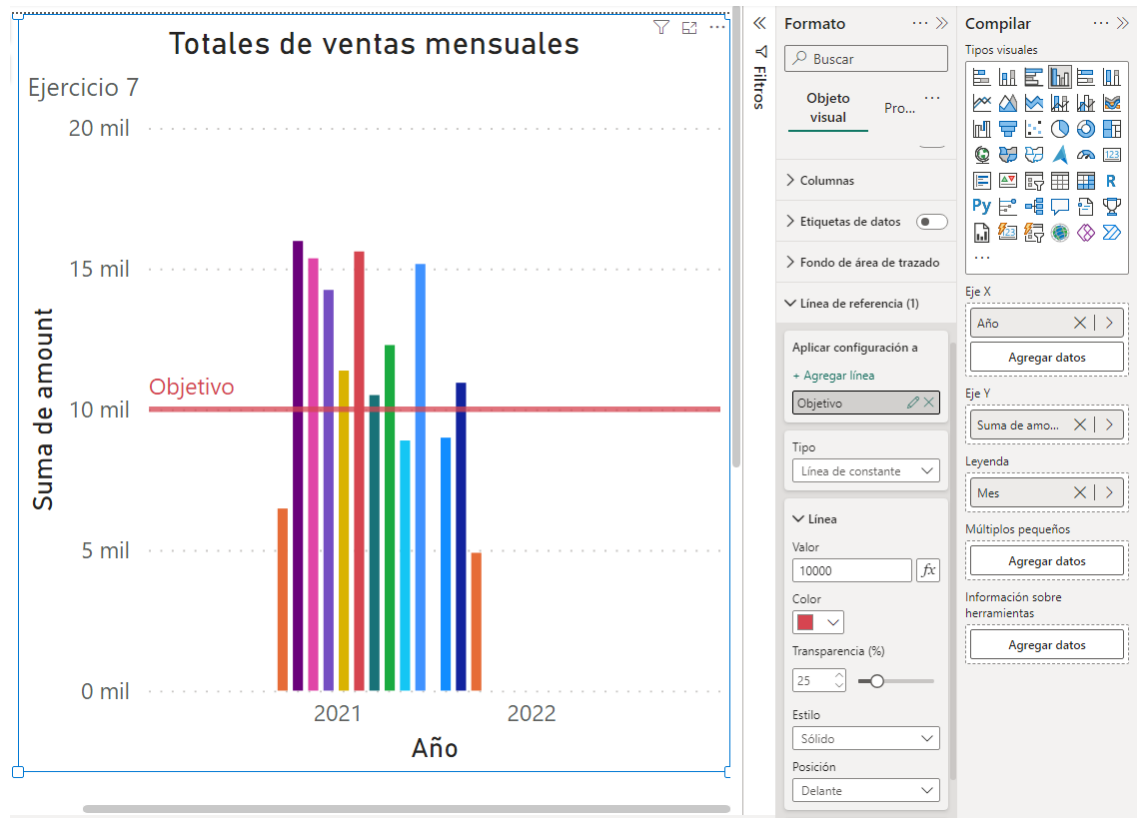 Totales de ventas mensuales
Ejercicio 7
20 mil
15 mil
Objetivo
10 mil
5 mil
0 mil
Suma de amount
2021
2022
Año
Filtros
Formato
Buscar
Objeto visual
Pro...
Columnas
Etiquetas de datos
Fondo de área de trazado
Línea de referencia (1)
Aplicar configuración a
+ Agregar línea
Objetivo
Tipo
Línea de constante
Línea
Valor
10000
fx
Color
Transparencia (%)
25
Estilo
Sólido
Posición
Delante
Compilar
Tipos visuales
123
R
Py
123
Eje X
Año
Agregar datos
Eje Y
Suma de amo...
Leyenda
Mes
Múltiplos pequeños
Agregar datos
Información sobre
herramientas
Agregar datos